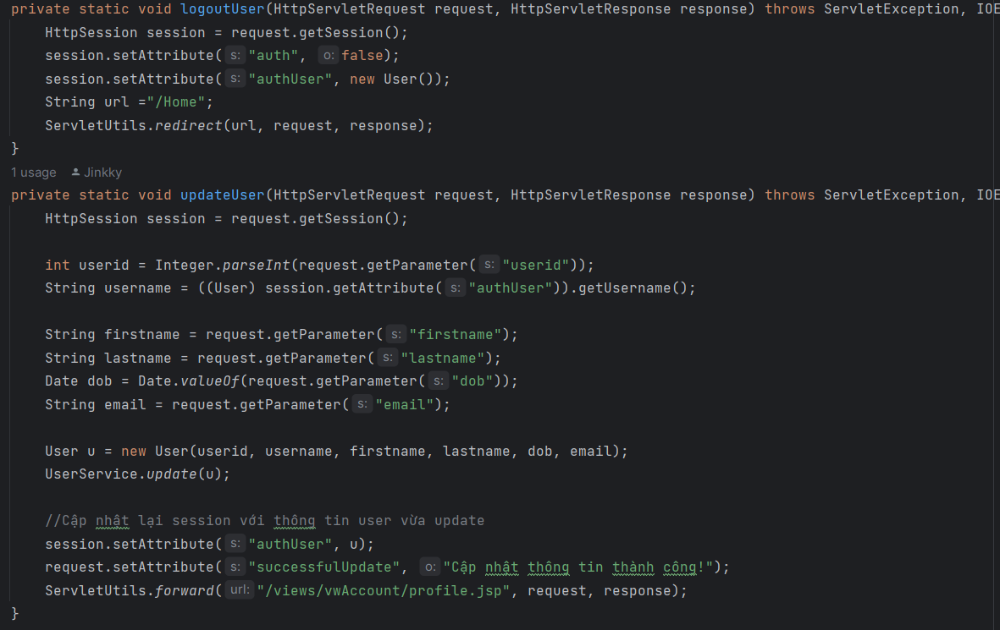 private static void logoutUser(HttpServletRequest request, HttpServletResponse response) throws ServletException, IOE
HttpSession session = request.getSession();
session.setAttribute( s: "auth", o: false);
session.setAttribute( s: "authUser", new User());
String url ="/Home";
ServletUtils.redirect(url, request, response);
}
1 usage Jinkky
private static void updateUser(HttpServletRequest request, HttpServletResponse response) throws ServletException, IOE
HttpSession session = request.getSession();
int userid = Integer.parseInt(request.getParameter( s: "userid"));
String username = ((User) session.getAttribute( s: "authUser")).getUsername();
String firstname = request.getParameter( s: "firstname");
String lastname = request.getParameter( s: "lastname");
Date dob = Date.valueOf(request.getParameter( s: "dob"));
String email = request.getParameter( s: "email");
User u = new User(userid, username, firstname, lastname, dob, email);
UserService.update(u);
//Cập nhật lại session với thông tin user vừa update
session.setAttribute( s: "authUser", u);
request.setAttribute( s: "successfulUpdate", o: "Cập nhật thông tin thành công!");
ServletUtils.forward( url: "/views/vwAccount/profile.jsp", request, response);
}